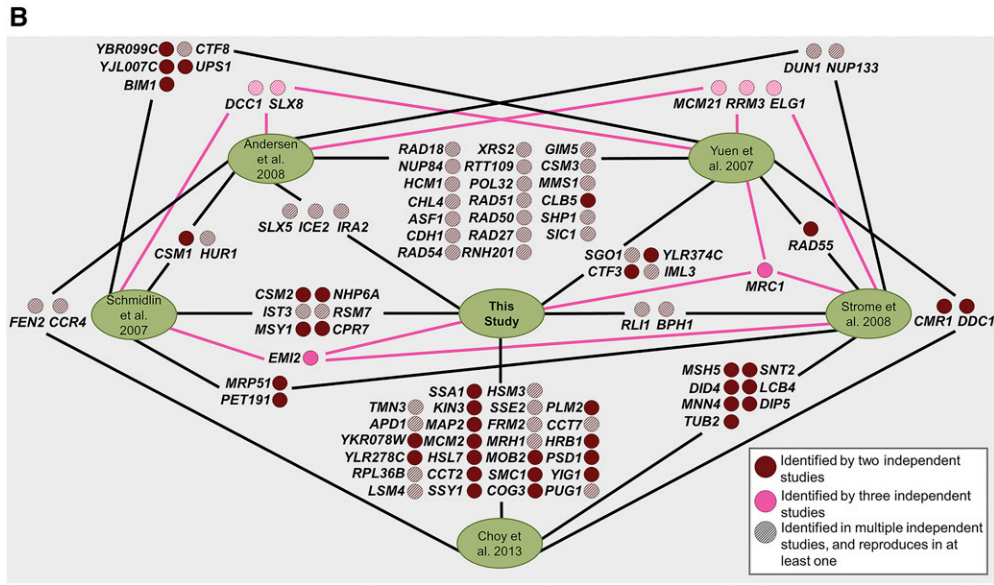 B
YBR099C CTF8
YJL007C UPS1
BIM1
DUN1 NUP133
DCC1 SLX8
MCM21 RRM3 ELG1
Andersen
et al.
2008
RAD18 XRS2 GIM5
NUP84 RTT109 CSM3
HCM1 POL32 MMS1
CHL4 RAD51 CLB5
ASF1 RAD50 SHP1
CDH1 RAD27 SIC1
RAD54 RNH201
Yuen et
al. 2007
SLX5 ICE2 IRA2
CSM1 HUR1
SGO1 YLR374C
CTF3 IML3
RAD55
MRC1
FEN2 CCR4
Schmidlin
et al.
2007
CSM2 NHP6A
IST3 RSM7
MSY1 CPR7
This
Study
RLI1 BPH1
Strome et
al. 2008
CMR1 DDC1
EMI2
MRP51
PET191
SSA1 HSM3
TMN3 KIN3 SSE2 PLM2
APD1 MAP2 FRM2 CCT7
YKR078W MCM2 MRH1 HRB1
YLR278C HSL7 MOB2 PSD1
RPL36B CCT2 SMC1 YIG1
LSM4 SSY1 COG3 PUG1
MSH5 SNT2
DID4 LCB4
MNN4 DIP5
TUB2
Choy et
al. 2013
Identified by two independent
studies
Identified by three independent
studies
Identified in multiple independent
studies, and reproduces in at
least one